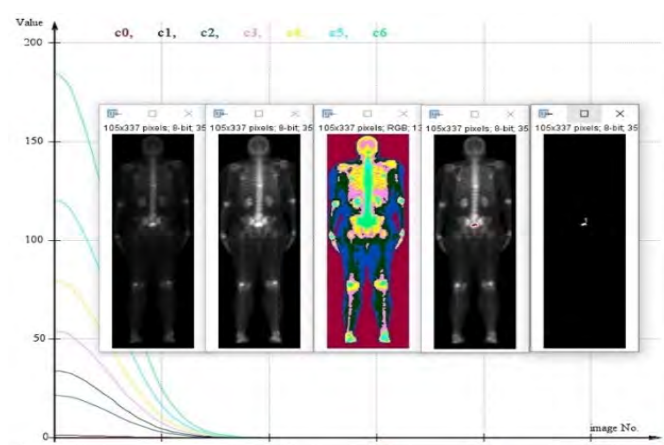 Value
200
c0, c1, c2, c3, c4, c5, c6
150
105x337 pixels; 8-bit; 35
105x337 pixels; 8-bit; 35
105x337 pixels; RGB; 13
105x337 pixels; 8-bit; 35
105x337 pixels; 8-bit; 35
100
50
0
image No.